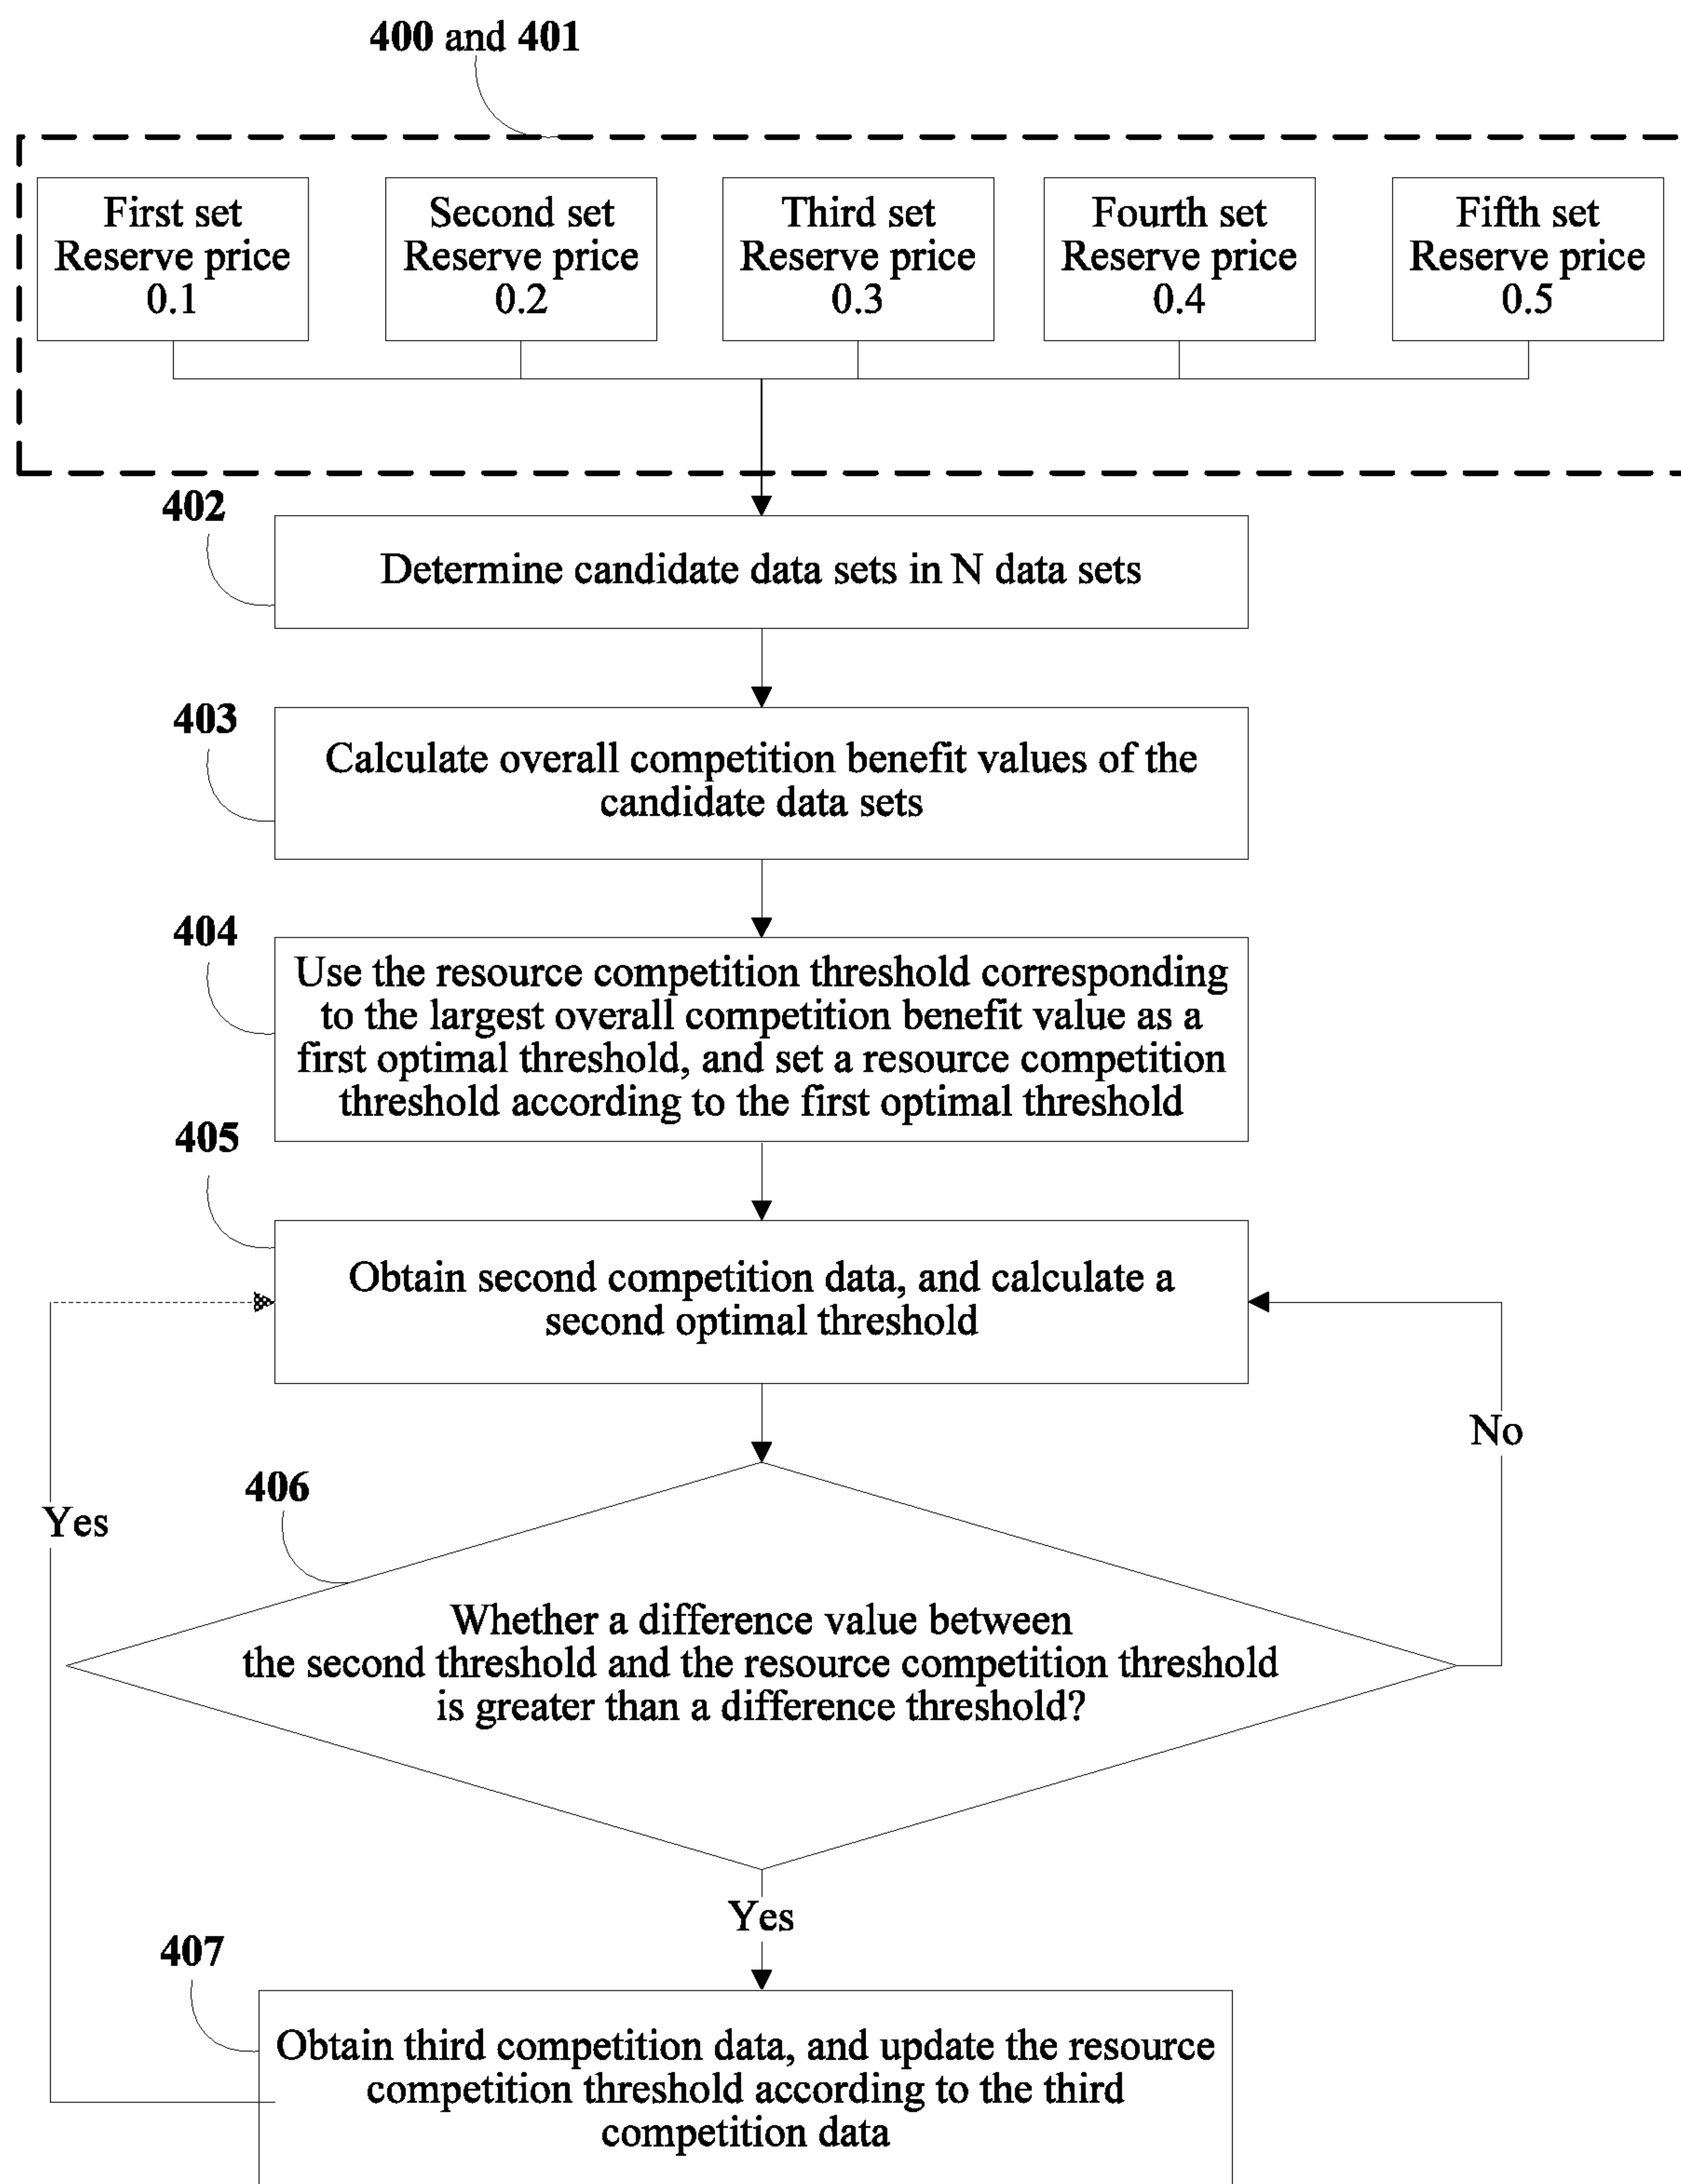 400 and 401
First set
Reserve price
0.1
Second set
Reserve price
0.2
Third set
Reserve price
0.3
Fourth set
Reserve price
0.4
Fifth set
Reserve price
0.5
402
Determine candidate data sets in N data sets
403
Calculate overall competition benefit values of the
candidate data sets
404
Use the resource competition threshold corresponding
to the largest overall competition benefit value as a
first optimal threshold, and set a resource competition
threshold according to the first optimal threshold
405
Obtain second competition data, and calculate a
second optimal threshold
No
406
Yes
Whether a difference value between
the second threshold and the resource competition threshold
is greater than a difference threshold?
Yes
407
Obtain third competition data, and update the resource
competition threshold according to the third
competition data